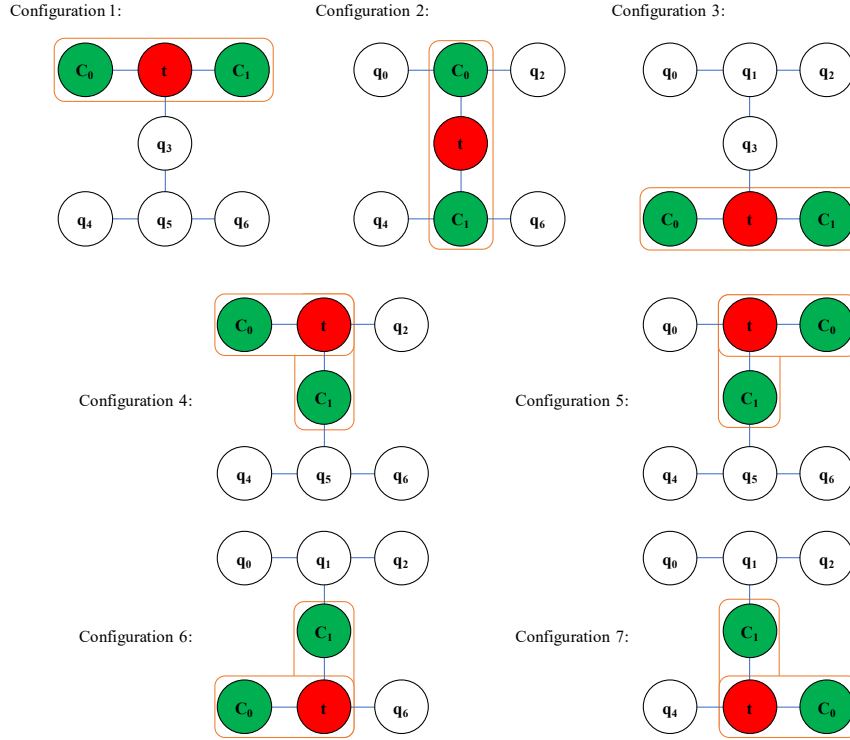 Configuration 1:
Configuration 2:
Configuration 3:
C₀ t C₁
q₃
q₄ q₅ q₆
q₀ C₀ q₂
t
q₄ C₁ q₆
q₀ q₁ q₂
q₃
C₀ t C₁
Configuration 4:
C₀ t q₂
C₁
q₄ q₅ q₆
Configuration 5:
q₀ t C₀
C₁
q₄ q₅ q₆
Configuration 6:
q₀ q₁ q₂
C₁
C₀ t q₆
Configuration 7:
q₀ q₁ q₂
C₁
q₄ t C₀